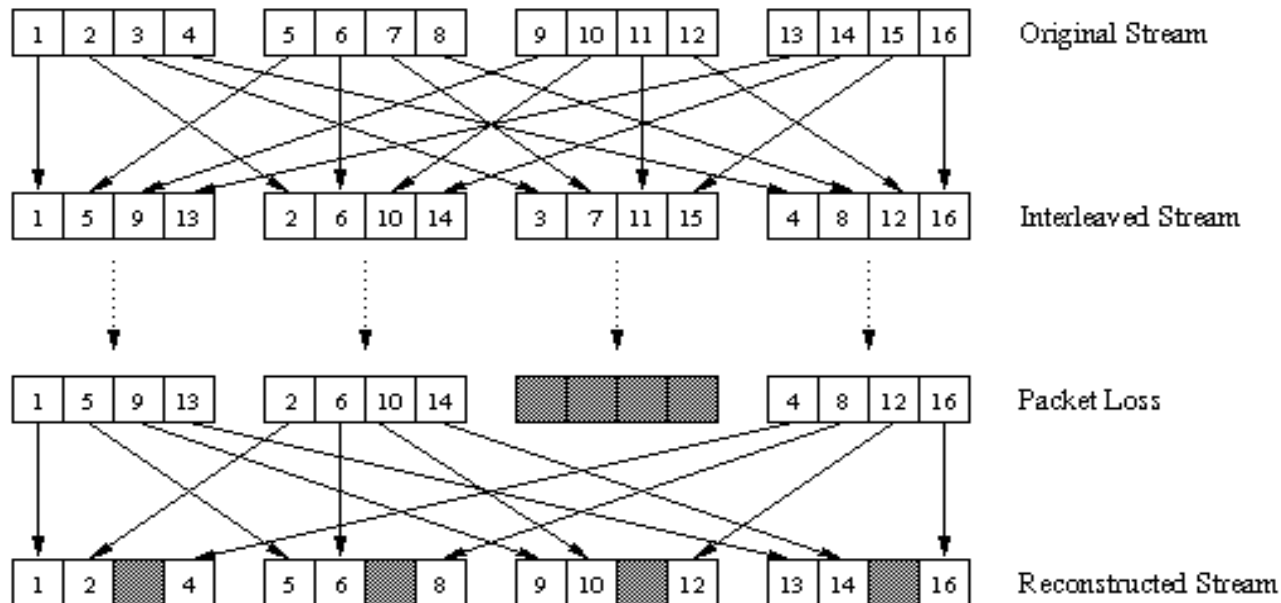 1 2 3 4 5 6 7 8 9 10 11 12 13 14 15 16 Original Stream
1 5 9 13 2 6 10 14 3 7 11 15 4 8 12 16 Interleaved Stream
1 5 9 13 2 6 10 14 4 8 12 16 Packet Loss
1 2 4 5 6 8 9 10 12 13 14 16 Reconstructed Stream